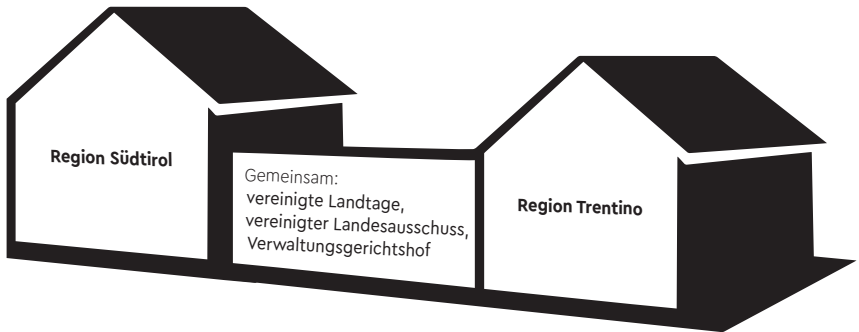 Region Südtirol
Gemeinsam:
vereinigte Landtage,
vereinigter Landesausschuss,
Verwaltungsgerichtshof
Region Trentino